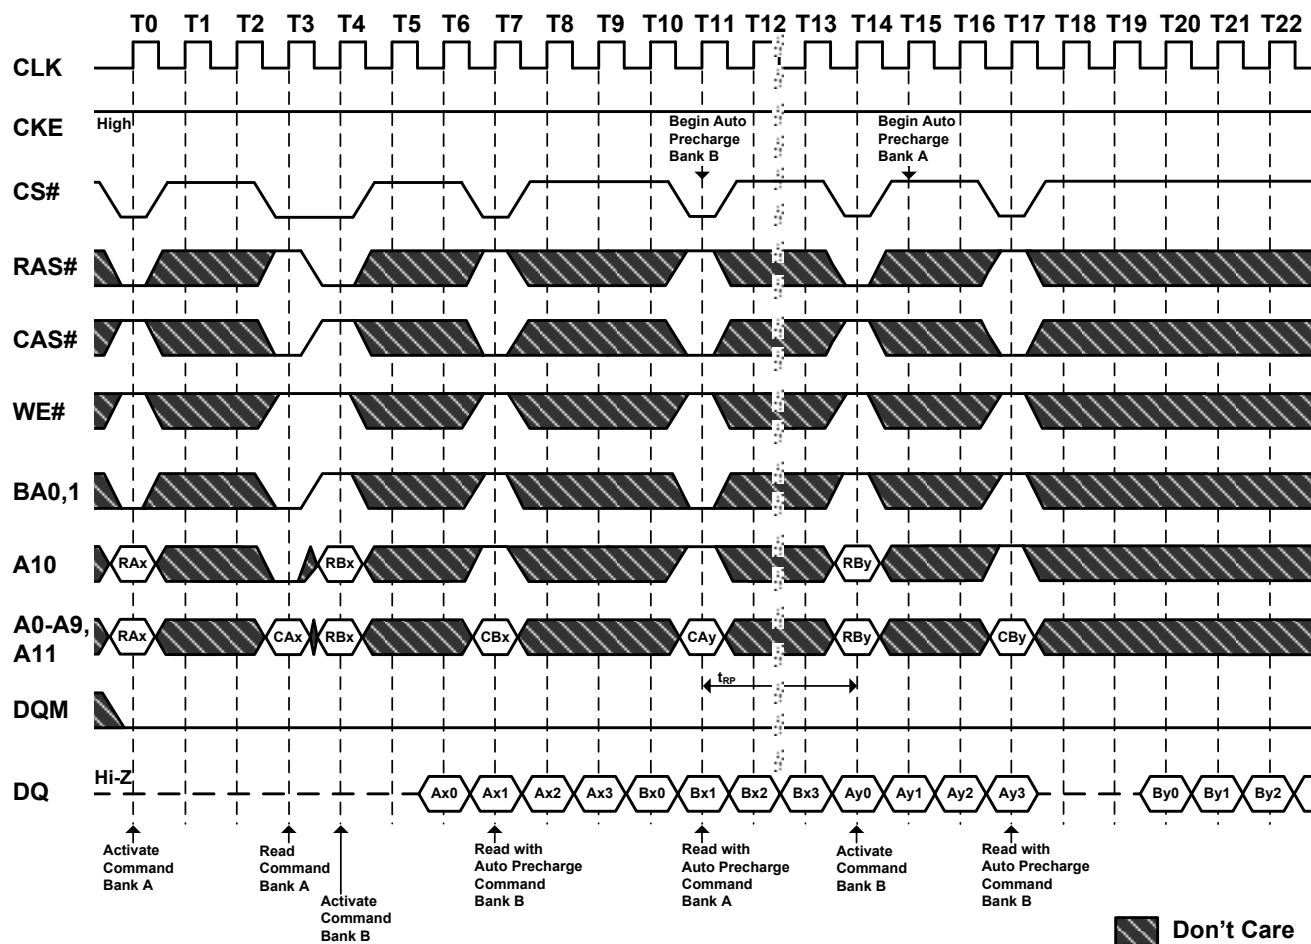 T0 T1 T2 T3 T4 T5 T6 T7 T8 T9 T10 T11 T12 T13 T14 T15 T16 T17 T18 T19 T20 T21 T22
CLK
CKE
High
Begin Auto
Precharge
Bank B
Begin Auto
Precharge
Bank A
CS#
RAS#
CAS#
WE#
BA0,1
A10
RAx RBx RBy
A0-A9,
A11
RAx CAx RBx CBx CAy RBy CBy
tRP
DQM
Hi-Z
DQ
Ax0 Ax1 Ax2 Ax3 Bx0 Bx1 Bx2 Bx3 Ay0 Ay1 Ay2 Ay3 By0 By1 By2
Activate
Command
Bank A
Read
Command
Bank A
Activate
Command
Bank B
Read with
Auto Precharge
Command
Bank B
Read with
Auto Precharge
Command
Bank A
Activate
Command
Bank B
Read with
Auto Precharge
Command
Bank B
Don't Care